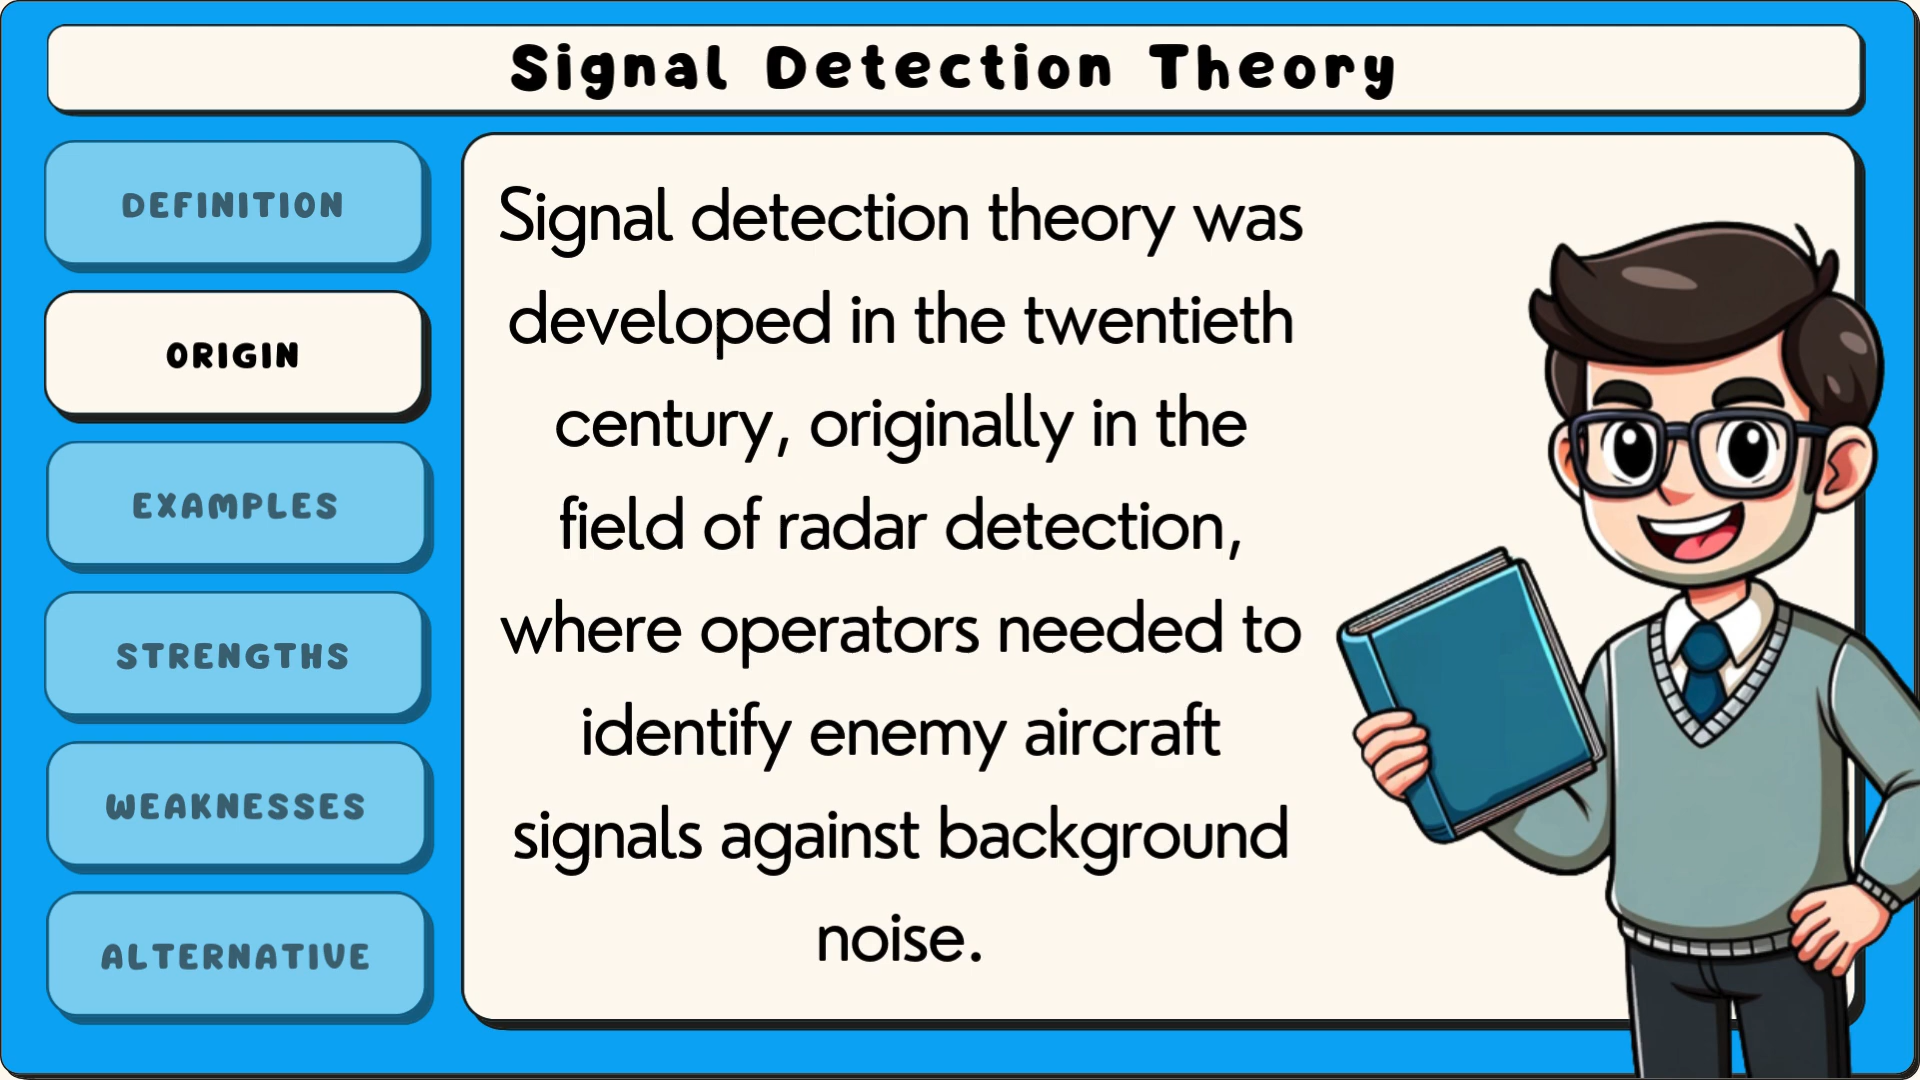 Signal Detection Theory
DEFINITION
ORIGIN
EXAMPLES
STRENGTHS
WEAKNESSES
ALTERNATIVE
Signal detection theory was
developed in the twentieth
century, originally in the
field of radar detection,
where operators needed to
identify enemy aircraft
signals against background
noise.